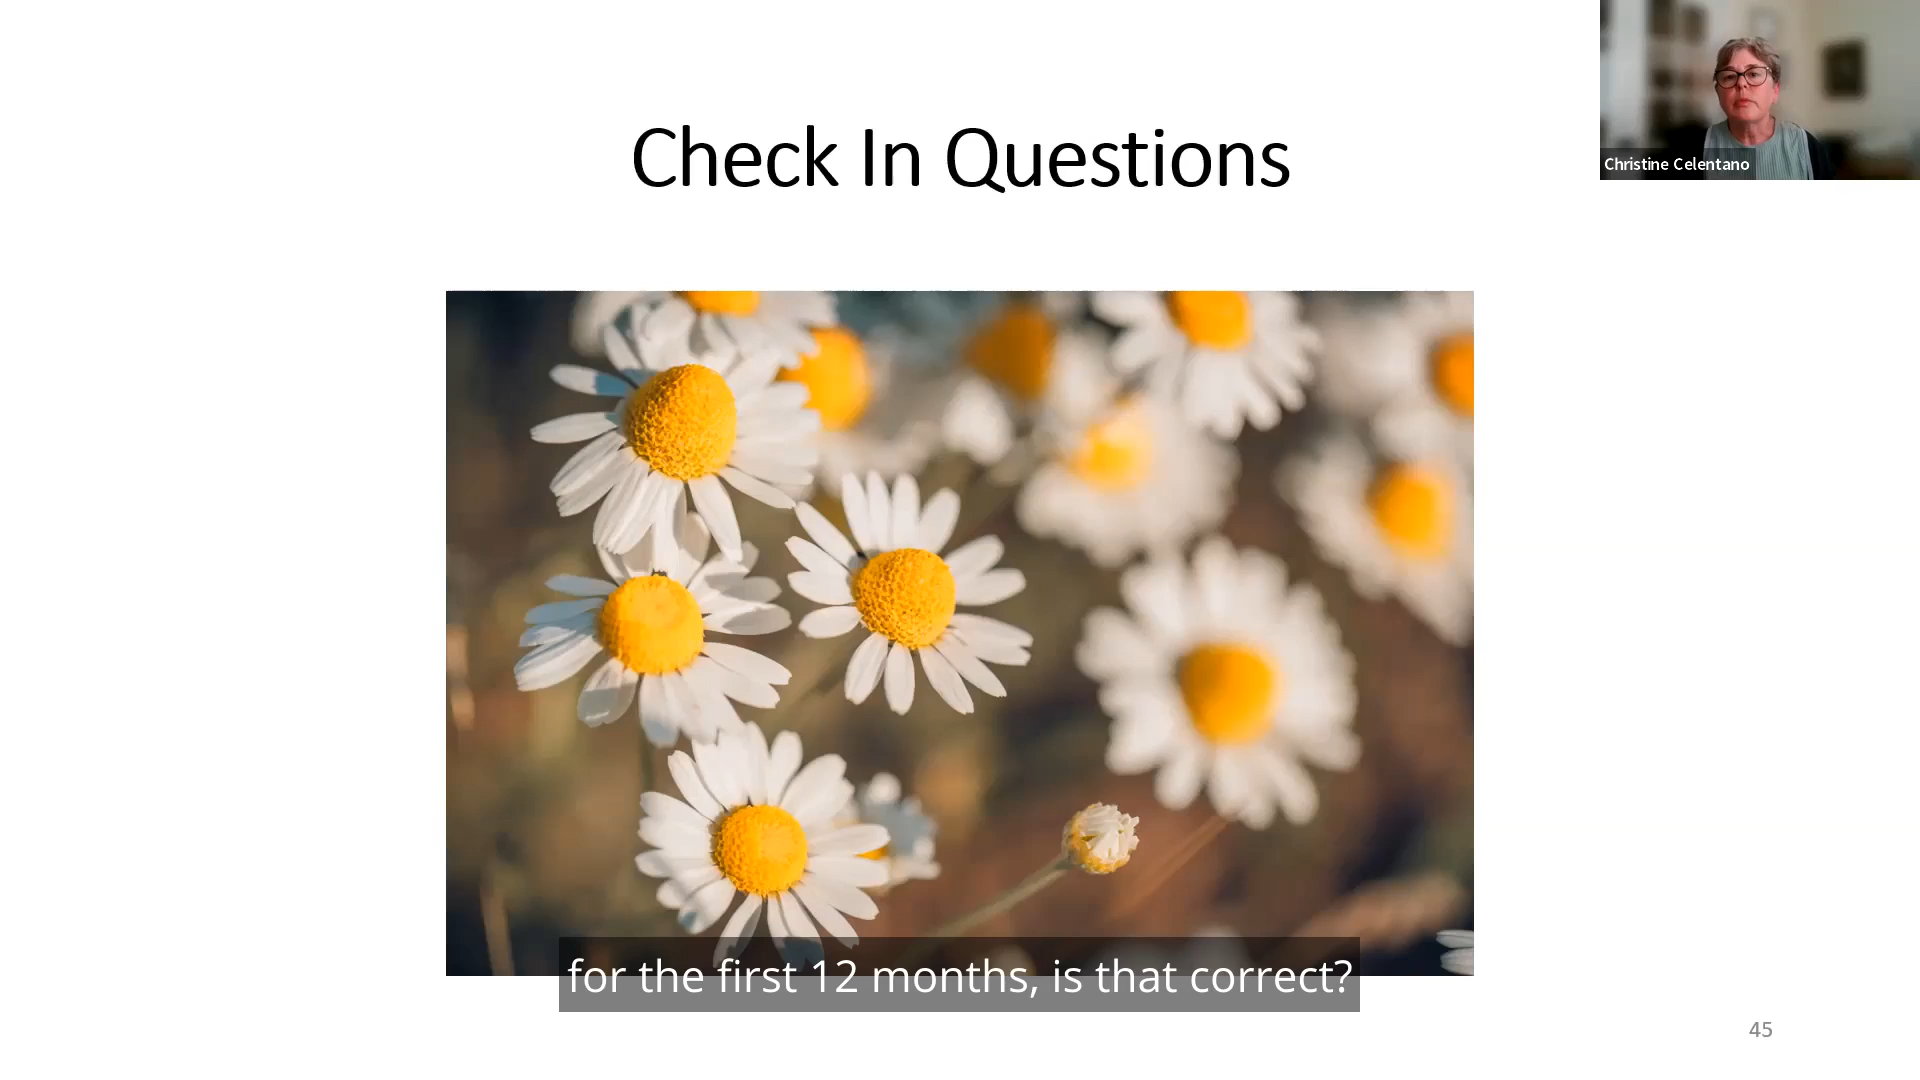 Check In Questions
Christine Celentano
for the first 12 months, is that correct?
45